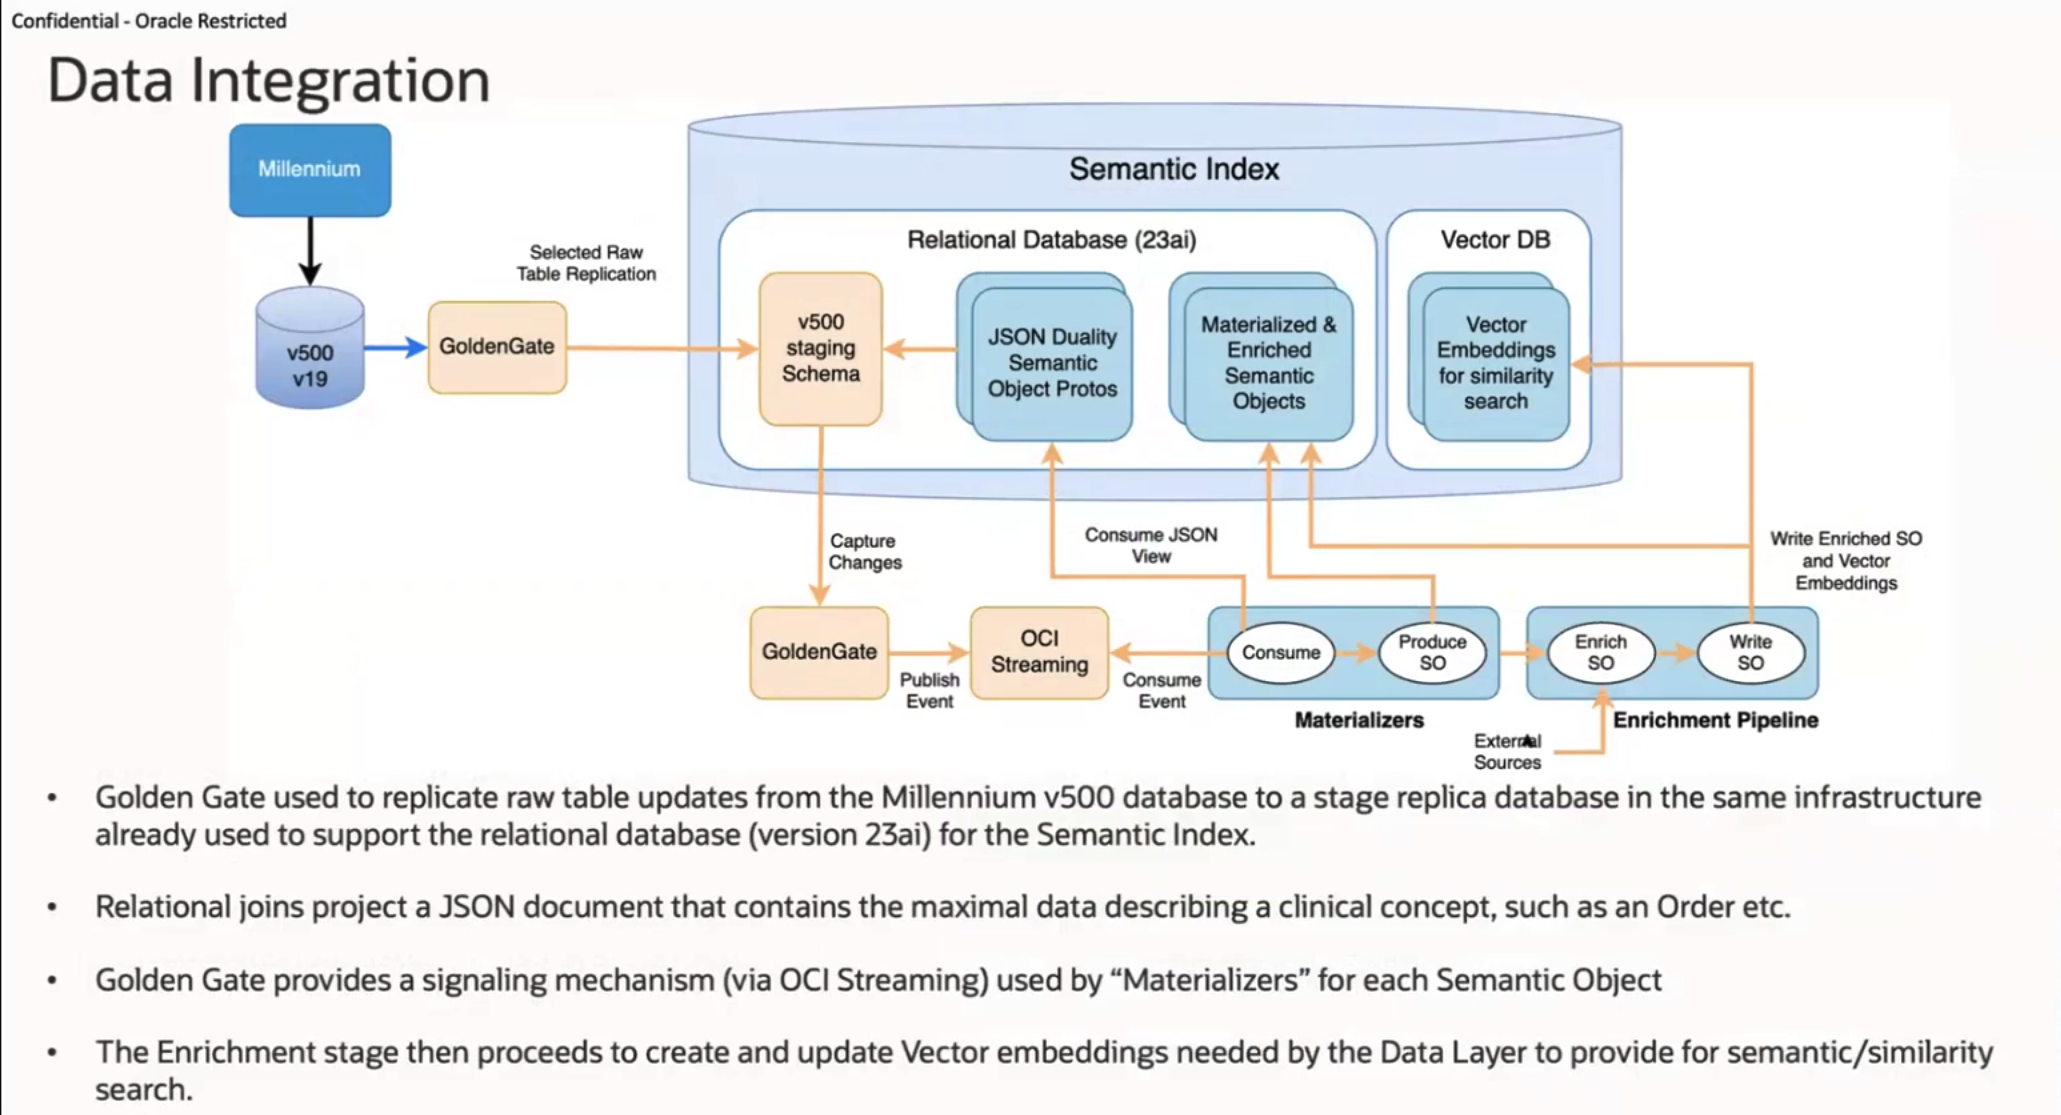 Confidential - Oracle Restricted
Data Integration
Millennium
Semantic Index
Relational Database (23ai)
Vector DB
Selected Raw
Table Replication
v500
v19
GoldenGate
v500
staging
Schema
JSON Duality
Semantic
Object Protos
Materialized &
Enriched
Semantic
Objects
Vector
Embeddings
for similarity
search
Capture
Changes
Consume JSON
View
Write Enriched SO
and Vector
Embeddings
GoldenGate
Publish
Event
OCI
Streaming
Consume
Event
Consume
Produce
SO
Enrich
SO
Write
SO
Materializers
Enrichment Pipeline
External
Sources
• Golden Gate used to replicate raw table updates from the Millennium v500 database to a stage replica database in the same infrastructure
already used to support the relational database (version 23ai) for the Semantic Index.
• Relational joins project a JSON document that contains the maximal data describing a clinical concept, such as an Order etc.
• Golden Gate provides a signaling mechanism (via OCI Streaming) used by “Materializers” for each Semantic Object
• The Enrichment stage then proceeds to create and update Vector embeddings needed by the Data Layer to provide for semantic/similarity
search.